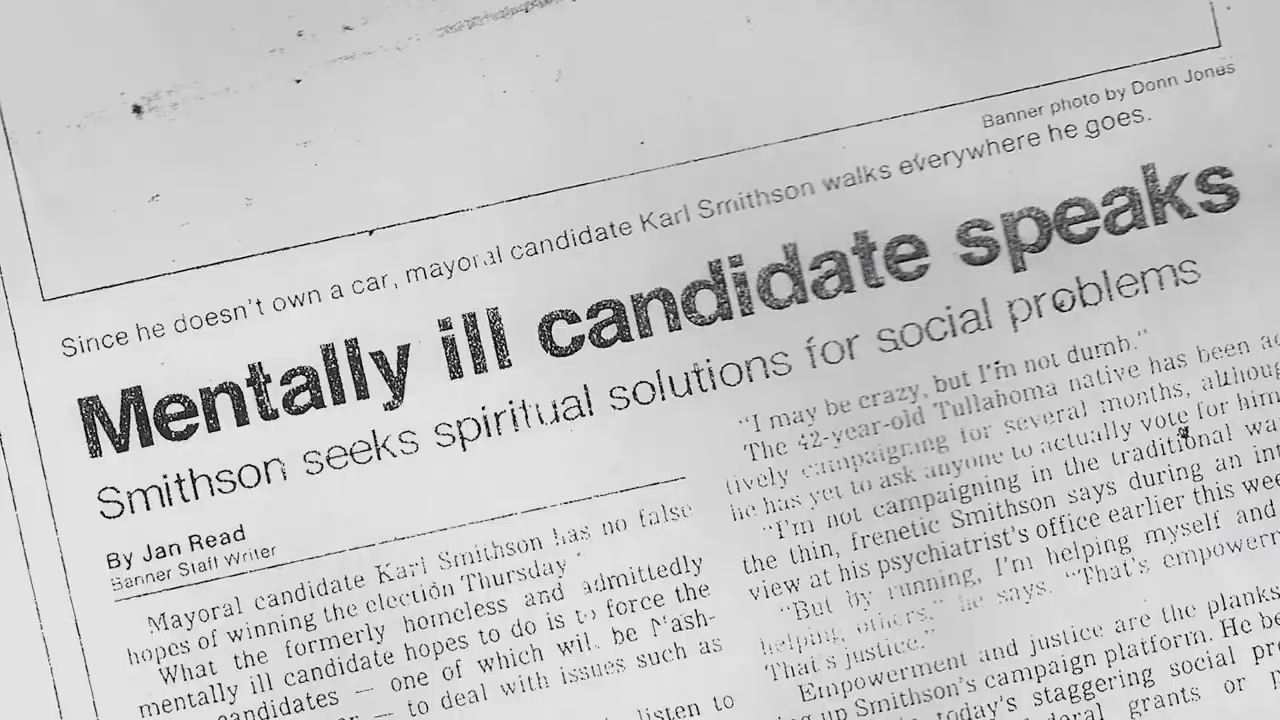 Banner photo by Donn Jones
Since he doesn't own a car, mayoral candidate Karl Smithson walks everywhere he goes.
Mentally ill candidate speaks
Smithson seeks spiritual solutions for social problems
By Jan Read
Banner Staff Writer
Mayoral candidate Karl Smithson has no false
hopes of winning the election Thursday
What the formerly homeless and admittedly
mentally ill candidate hopes to do is to force the
candidates — one of which will be Nash-
— to deal with issues such as
listen to
"I may be crazy, but I'm not dumb."
The 42-year-old Tullahoma native has been ac
tively campaigning for several months, althoug
he has yet to ask anyone to actually vote for him
"I'm not campaigning in the traditional wa
the thin, frenetic Smithson says during an int
view at his psychiatrist's office earlier this wee
"But by running, I'm helping myself and
helping others," he says. "That's empowerm
That's justice."
Empowerment and justice are the planks
ng up Smithson's campaign platform. He be
today's staggering social pro
grants or